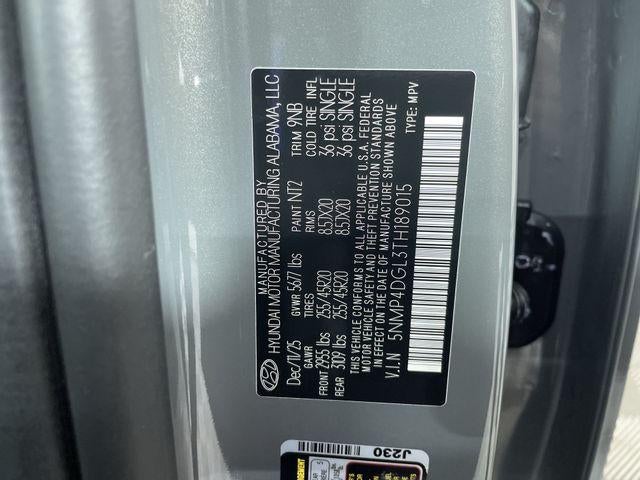 MANUFACTURED BY
HYUNDAI MOTOR MANUFACTURING ALABAMA, LLC
Dec/11/25 PAINT N1Z TRIM 9NB
GVWR 5677 lbs
GAWR TIRES RIMS COLD TIRE INFL
FRONT 2955 lbs 255/45R20 8.5JX20 36 psi SINGLE
REAR 3109 lbs 255/45R20 8.5JX20 36 psi SINGLE
THIS VEHICLE CONFORMS TO ALL APPLICABLE U.S.A. FEDERAL
MOTOR VEHICLE SAFETY AND THEFT PREVENTION STANDARDS
IN EFFECT ON THE DATE OF MANUFACTURE SHOWN ABOVE
V.I.N 5NMP4DGL3TH189015 TYPE: MPV
J230